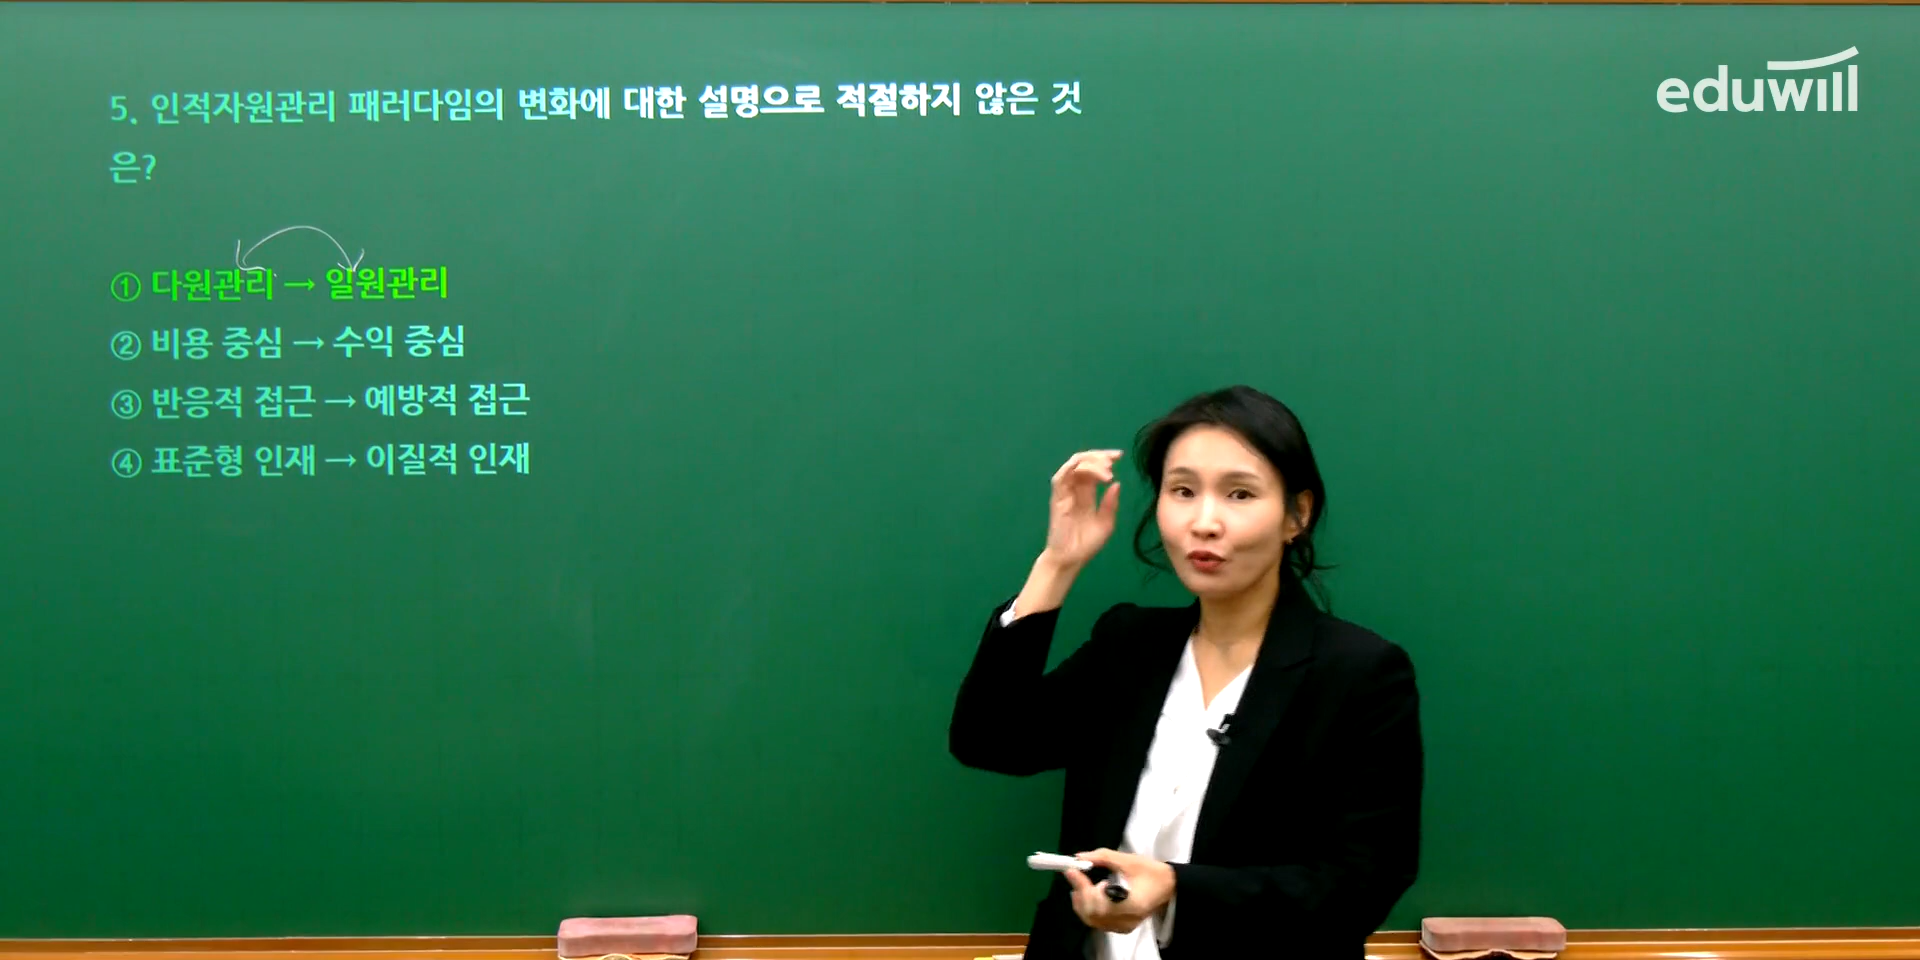 eduwill
5. 인적자원관리 패러다임의 변화에 대한 설명으로 적절하지 않은 것
은?
① 다원관리 → 일원관리
② 비용 중심 → 수익 중심
③ 반응적 접근 → 예방적 접근
④ 표준형 인재 → 이질적 인재